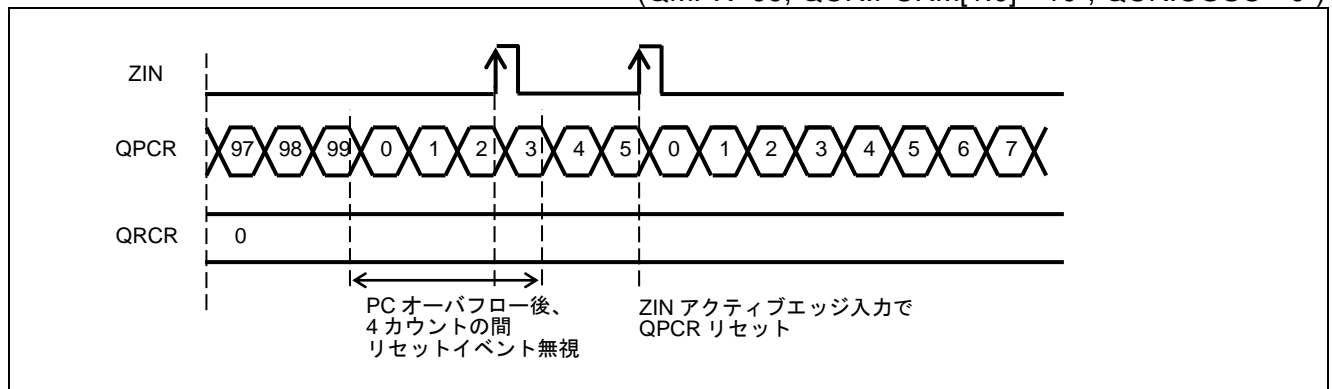 ZIN
QPCR 97 98 99 0 1 2 3 4 5 0 1 2 3 4 5 6 7
QRCR 0
PC オーバフロー後、
4 カウントの間
リセットイベント無視
ZIN アクティブエッジ入力で
QPCR リセット